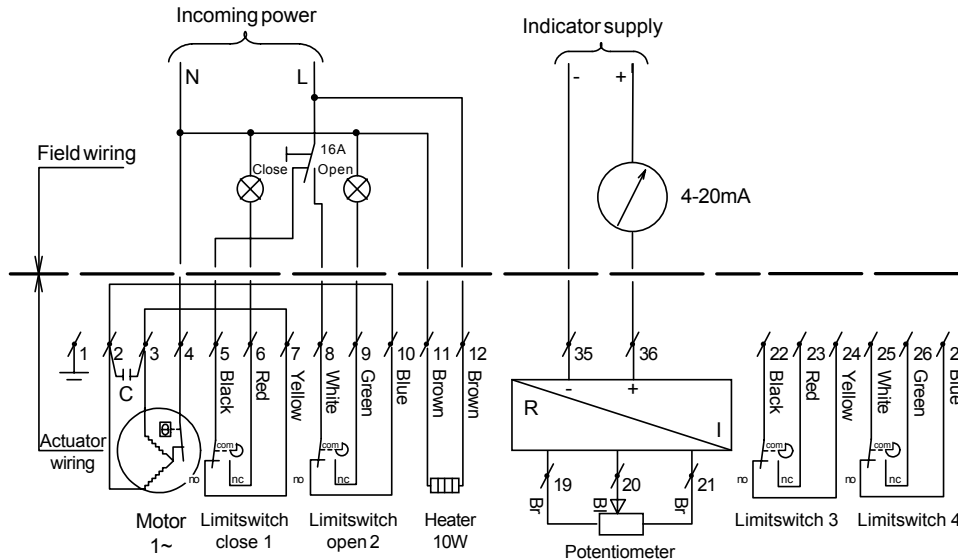 Incoming power
Indicator supply
N
L
-
+
Field wiring
16A
Close
Open
4-20mA
1
2
3
4
5
6
7
8
9
10
11
12
35
36
22
23
24
25
26
2
C
Black
Red
Yellow
White
Green
Blue
Brown
Brown
-
+
R
I
Black
Red
Yellow
White
Green
Blue
Actuator
wiring
com
no
nc
com
no
nc
19
20
21
Br
Bl
Br
com
no
nc
com
no
nc
Motor
1~
Limitswitch
close 1
Limitswitch
open 2
Heater
10W
Potentiometer
Limitswitch 3
Limitswitch 4